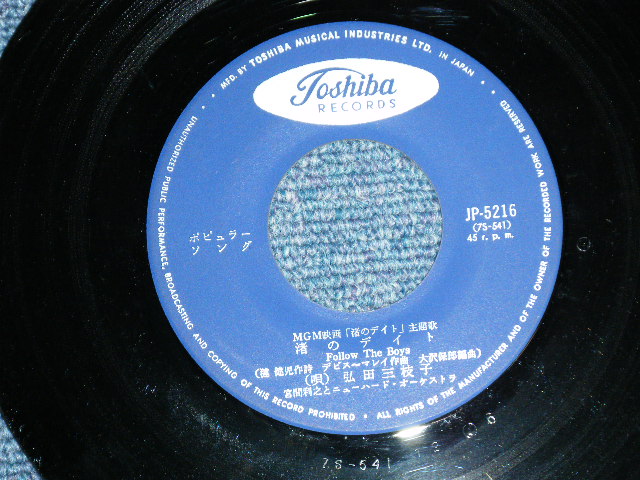 MFD. BY TOSHIBA MUSICAL INDUSTRIES LTD. IN JAPAN
Toshiba
RECORDS
JP-5216
(7S-541)
45 r. p. m.
ポピュラー
ソング
MGM映画「渚のデイト」主題歌
渚のデイト
Follow The Boys
(漣 健児作詩 デビス〜マレイ作曲 大沢保郎編曲)
(唄) 弘田三枝子
宮間利之とニューハード・オーケストラ
UNAUTHORIZED PUBLIC PERFORMANCE, BROADCASTING AND COPYING OF THIS RECORD PROHIBITED
ALL RIGHTS OF THE MANUFACTURER AND OF THE OWNER OF THE RECORDED WORK ARE RESERVED
7S-541